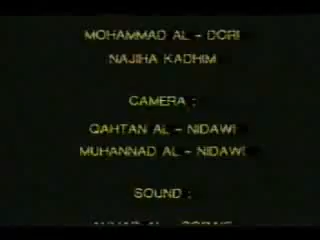 MOHAMMAD AL - DORI
NAJIHA KADHIM
CAMERA :
QAHTAN AL - NIDAWI
MUHANNAD AL - NIDAWI
SOUND :